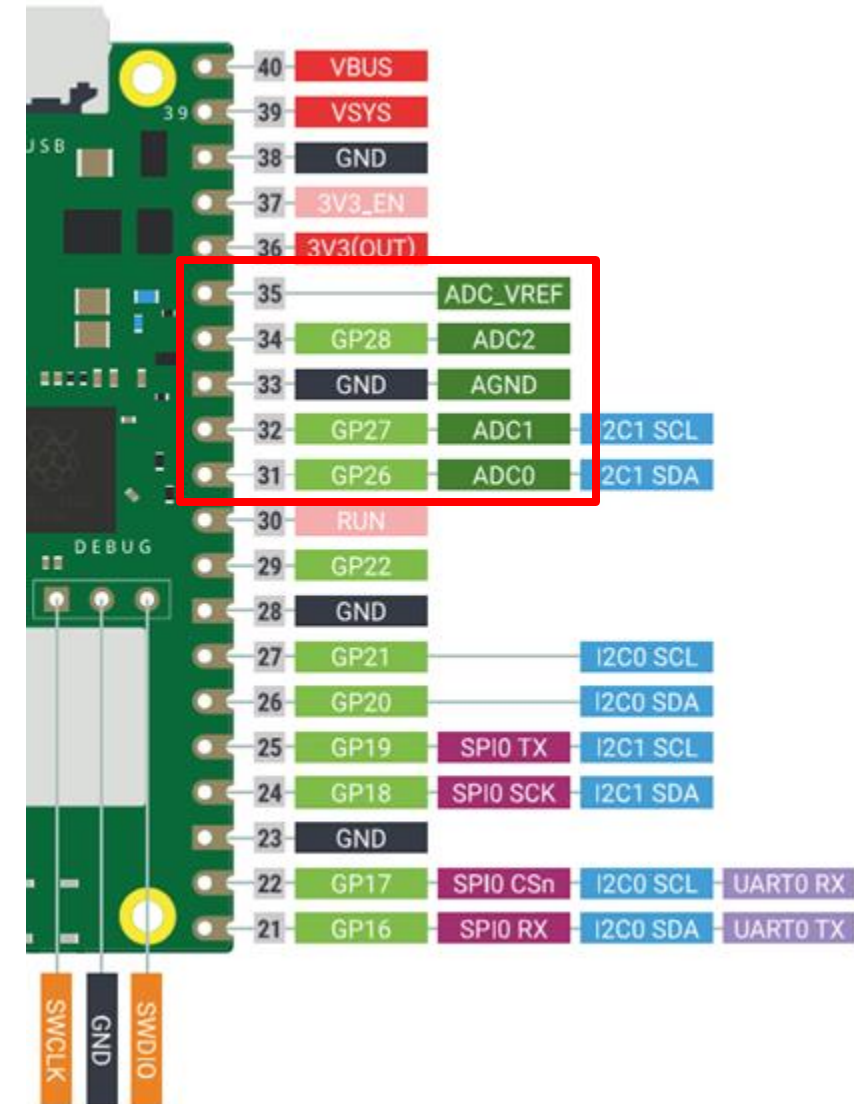 40 VBUS
39 39 VSYS
USB 38 GND
37 3V3_EN
36 3V3(OUT)
35 ADC_VREF
34 GP28 ADC2
33 GND AGND
32 GP27 ADC1 I2C1 SCL
31 GP26 ADC0 I2C1 SDA
30 RUN
DEBUG
29 GP22
28 GND
27 GP21 I2C0 SCL
26 GP20 I2C0 SDA
25 GP19 SPI0 TX I2C1 SCL
24 GP18 SPI0 SCK I2C1 SDA
23 GND
22 GP17 SPI0 CSn I2C0 SCL UART0 RX
21 GP16 SPI0 RX I2C0 SDA UART0 TX
SWCLK
GND
SWDIO